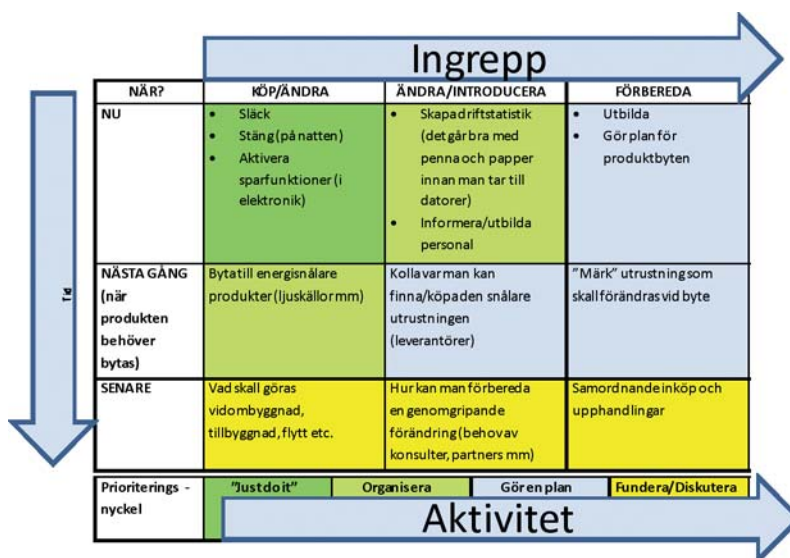 Ingrepp
NÄR? KÖP/ÄNDRA ÄNDRA/INTRODUCERA FÖRBEREDA
NU
• Släck
• Stäng (på natten)
• Aktivera
sparfunktioner (i
elektronik)
• Skapa driftstatistik
(det går bra med
penna och papper
innan man tar till
datorer)
• Informera/utbilda
personal
• Utbilda
• Gör plan för
produktbyten
NÄSTA GÅNG
(när
produkten
behöver
bytas)
Byta till energisnålare
produkter (ljuskällor mm)
Kolla var man kan
finna/köpa den snålare
utrustningen
(leverantörer)
"Märk" utrustning som
skall förändras vid byte
SENARE
Vad skall göras
vid ombyggnad,
tillbyggnad, flytt etc.
Hur kan man förbereda
en genomgripande
förändring (behov av
konsulter, partners mm)
Samordnande inköp och
upphandlingar
Tid
Prioriterings -
nyckel
"Just do it" Organisera Gör en plan Fundera/Diskutera
Aktivitet